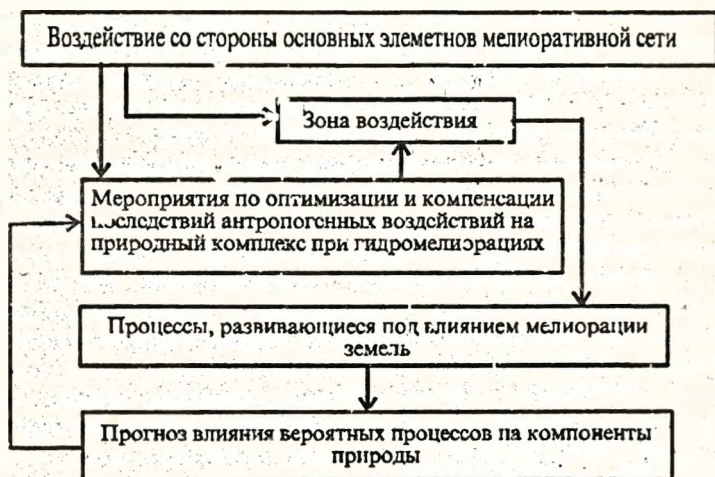 Воздействие со стороны основных элеметнов мелиоративной сети
Зона воздействия
Мероприятия по оптимизации и компенсации
последствий антропогенных воздействий на
природный комплекс при гидромелиорациях
Процессы, развивающиеся под влиянием мелиорации
земель
Прогноз влияния вероятных процессов на компоненты
природы